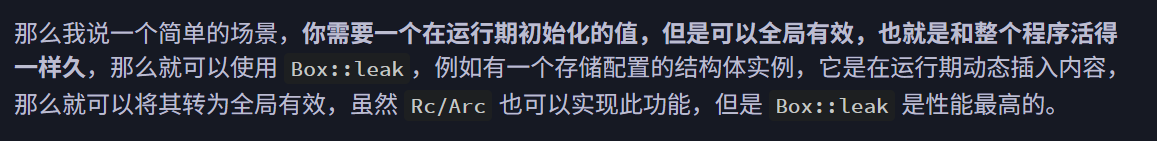 那么我说一个简单的场景，你需要一个在运行期初始化的值，但是可以全局有效，也就是和整个程序活得
一样久，那么就可以使用 Box::leak，例如有一个存储配置的结构体实例，它是在运行期动态插入内容，
那么就可以将其转为全局有效，虽然 Rc/Arc 也可以实现此功能，但是 Box::leak 是性能最高的。